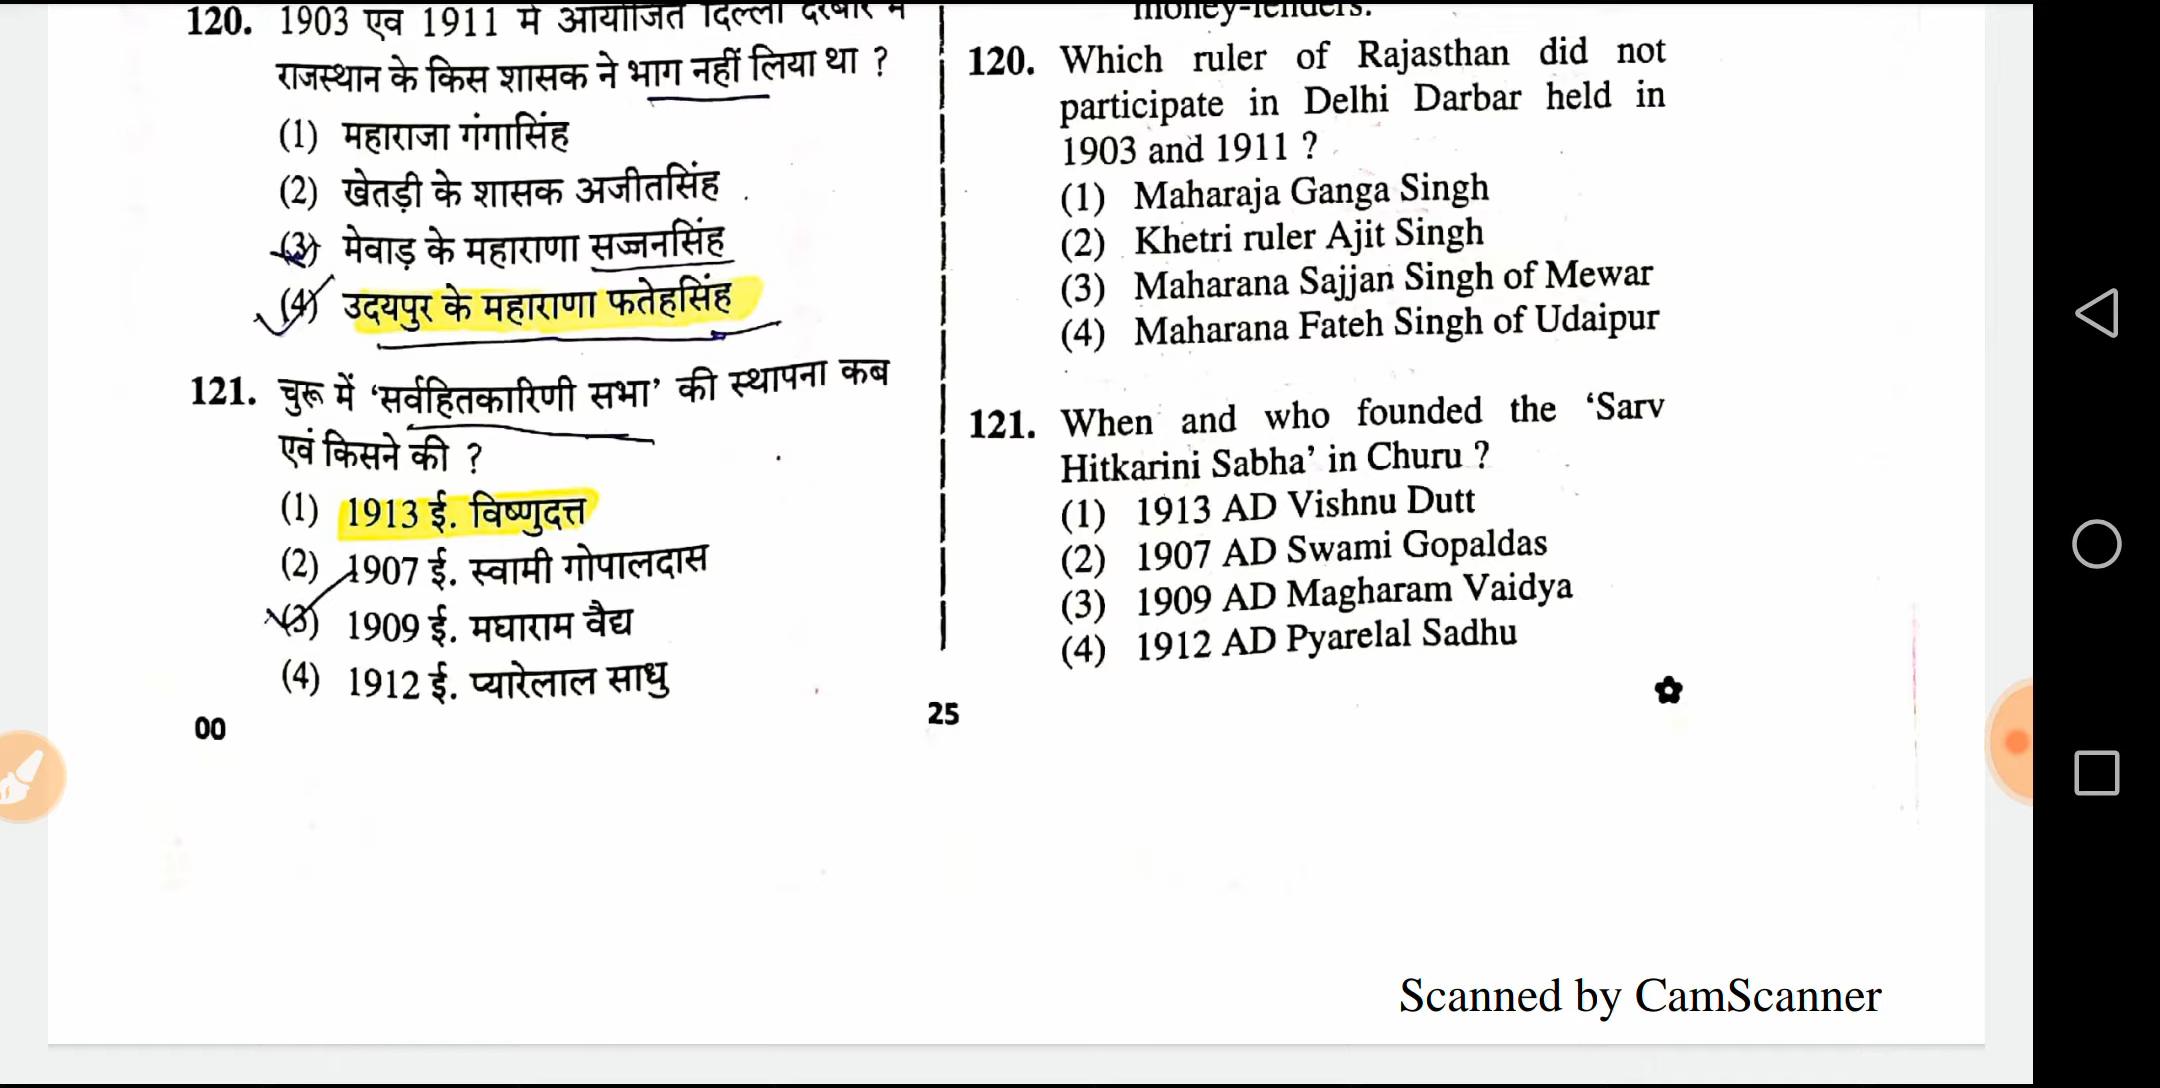 120. 1903 एवं 1911 में आयोजित दिल्ली दरबार में
राजस्थान के किस शासक ने भाग नहीं लिया था ?
(1) महाराजा गंगासिंह
(2) खेतड़ी के शासक अजीतसिंह
(3) मेवाड़ के महाराणा सज्जनसिंह
(4) उदयपुर के महाराणा फतेहसिंह
121. चुरू में ‘सर्वहितकारिणी सभा’ की स्थापना कब
एवं किसने की ?
(1) 1913 ई. विष्णुदत्त
(2) 1907 ई. स्वामी गोपालदास
(3) 1909 ई. मघाराम वैद्य
(4) 1912 ई. प्यारेलाल साधु
00
money-lenders.
120. Which ruler of Rajasthan did not
participate in Delhi Darbar held in
1903 and 1911 ?
(1) Maharaja Ganga Singh
(2) Khetri ruler Ajit Singh
(3) Maharana Sajjan Singh of Mewar
(4) Maharana Fateh Singh of Udaipur
121. When and who founded the ‘Sarv
Hitkarini Sabha’ in Churu ?
(1) 1913 AD Vishnu Dutt
(2) 1907 AD Swami Gopaldas
(3) 1909 AD Magharam Vaidya
(4) 1912 AD Pyarelal Sadhu
25
Scanned by CamScanner